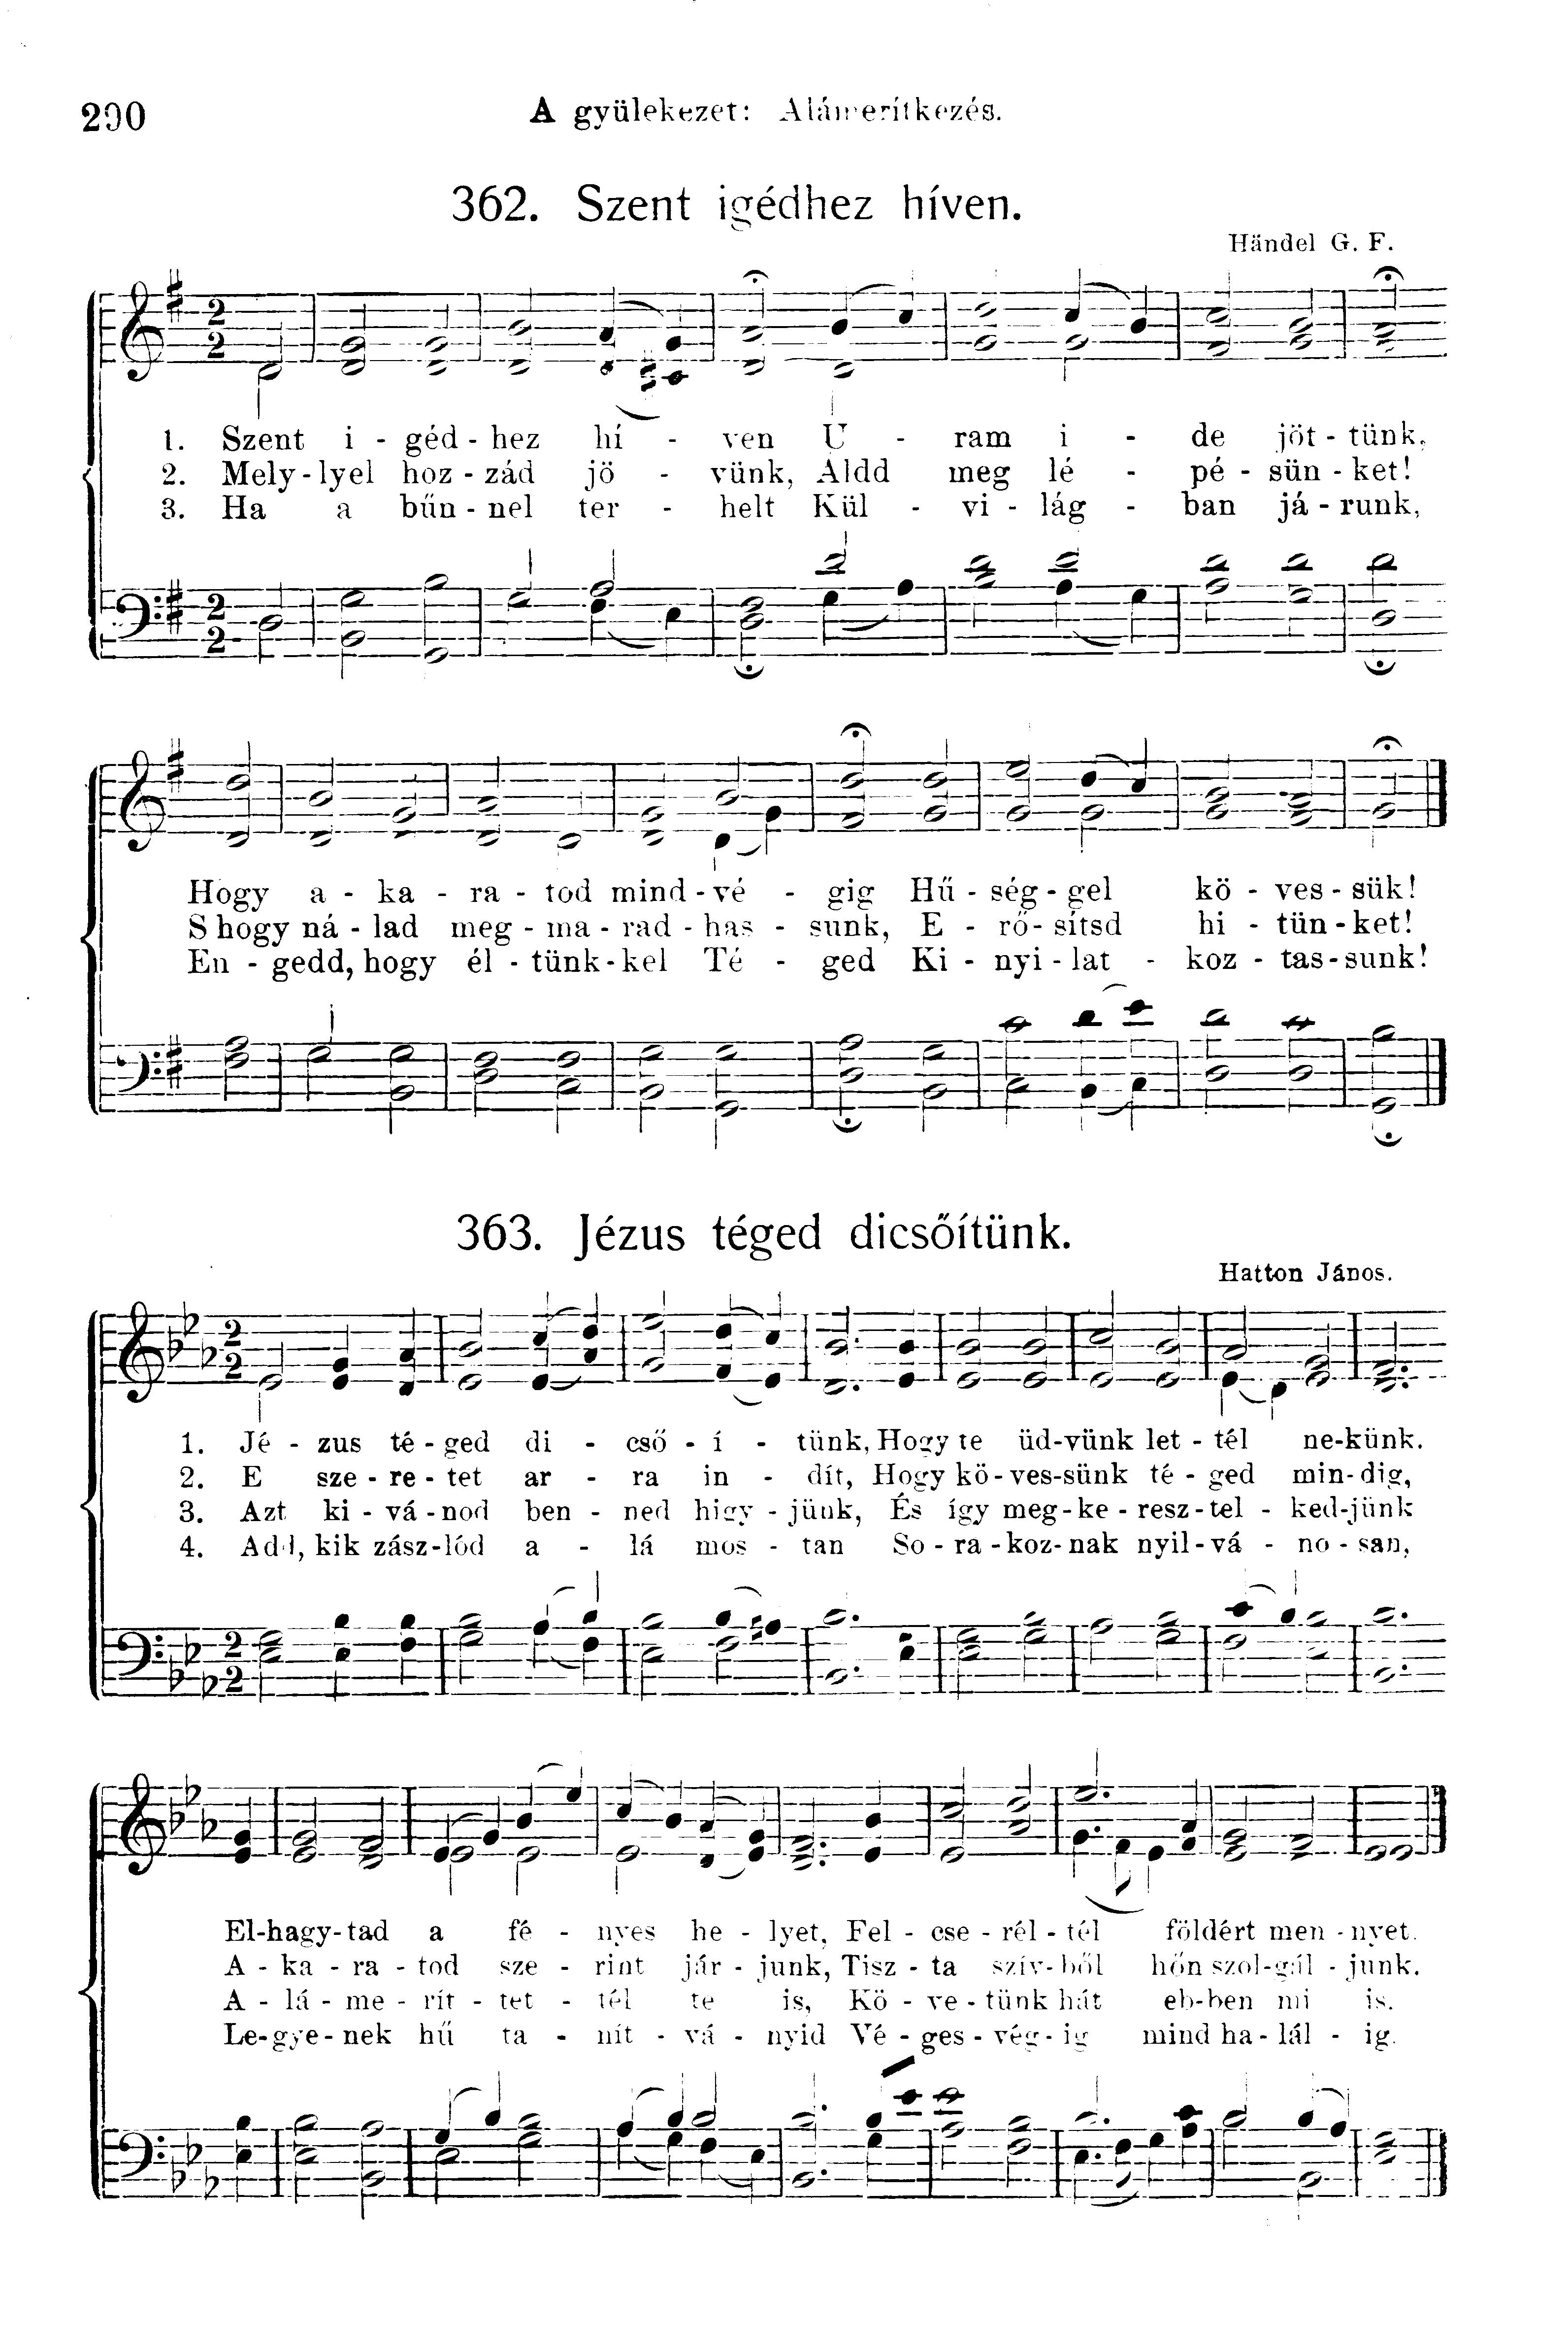 290
A gyülekezet: Alámerítkezés.
362. Szent igédhez híven.
Händel G. F.
1. Szent i - géd - hez hí - ven U - ram i - de jöt - tünk,
2. Mely - lyel hoz - zád jö - vünk, Áldd meg lé - pé - sün - ket!
3. Ha a bűn - nel ter - helt Kül - vi - lág - ban já - runk,
Hogy a - ka - ra - tod mind - vé - gig Hű - ség - gel kö - ves - sük!
S hogy ná - lad meg - ma - rad - has - sunk, E - rő - sítsd hi - tün - ket!
En - gedd, hogy él - tünk - kel Té - ged Ki - nyi - lat - koz - tas - sunk!
363. Jézus téged dicsőítünk.
Hatton János.
1. Jé - zus té - ged di - cső - í - tünk, Hogy te üd - vünk let - tél ne - künk.
2. E sze - re - tet ar - ra in - dít, Hogy kö - ves - sünk té - ged min - dig,
3. Azt ki - vá - nod ben - ned higy - jünk, És így meg - ke - resz - tel - ked - jünk
4. Add, kik zász - lód a - lá mos - tan So - ra - koz - nak nyil - vá - no - san,
El - hagy - tad a fé - nyes he - lyet, Fel - cse - rél - tél földért men - nyet.
A - ka - ra - tod sze - rint jár - junk, Tisz - ta szív - ből hőn szol - gál - junk.
A - lá - me - rít - tet - tél te is, Kö - ve - tünk hát eb - ben mi is.
Le - gye - nek hű ta - nít - vá - nyid Vé - ges - vég - ig mind ha - lál - ig.